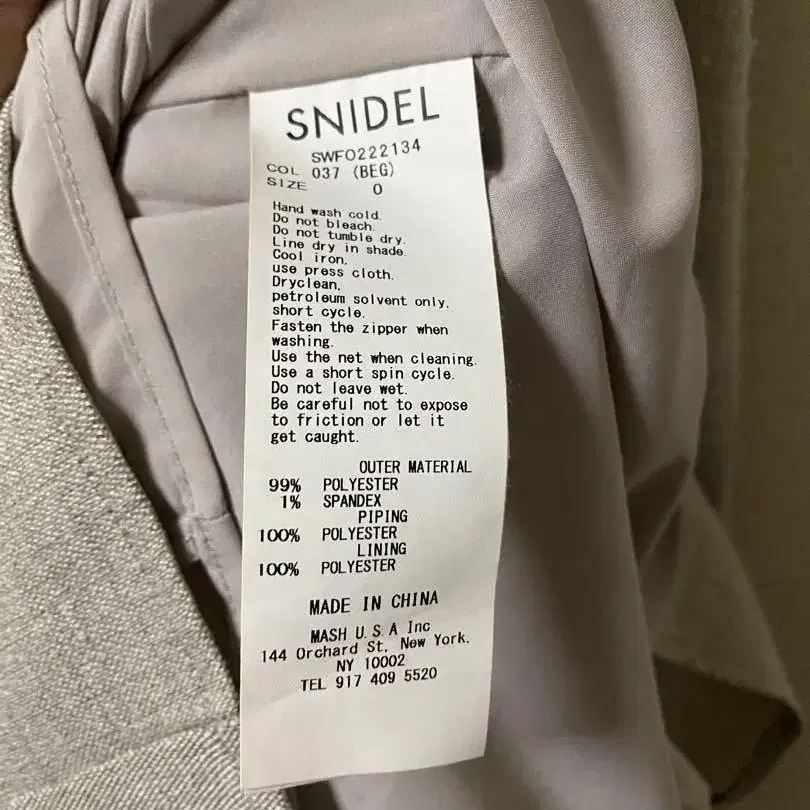 SNIDEL
SWFO222134
COL 037 (BEG)
SIZE 0
Hand wash cold.
Do not bleach.
Do not tumble dry.
Line dry in shade.
Cool iron,
use press cloth.
Dryclean,
petroleum solvent only,
short cycle.
Fasten the zipper when
washing.
Use the net when cleaning.
Use a short spin cycle.
Do not leave wet.
Be careful not to expose
to friction or let it
get caught.
OUTER MATERIAL
99% POLYESTER
1% SPANDEX
PIPING
100% POLYESTER
LINING
100% POLYESTER
MADE IN CHINA
MASH U.S.A Inc
144 Orchard St, New York.
NY 10002
TEL 917 409 5520